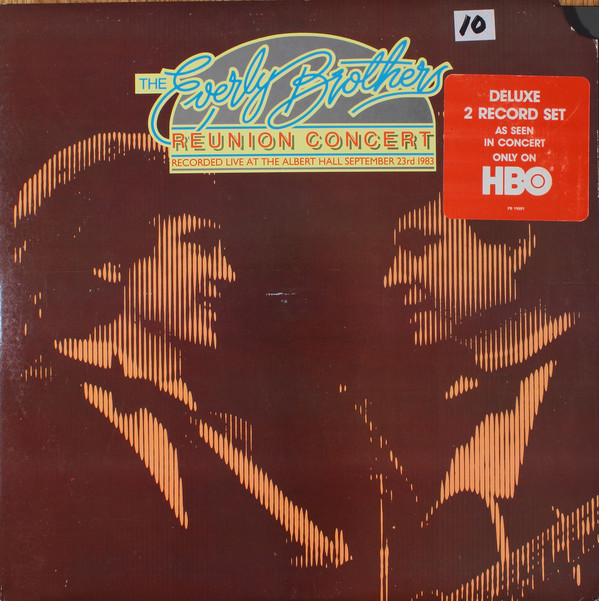 10
THE Everly Brothers
REUNION CONCERT
RECORDED LIVE AT THE ALBERT HALL SEPTEMBER 23rd 1983
DELUXE
2 RECORD SET
AS SEEN
IN CONCERT
ONLY ON
HBO